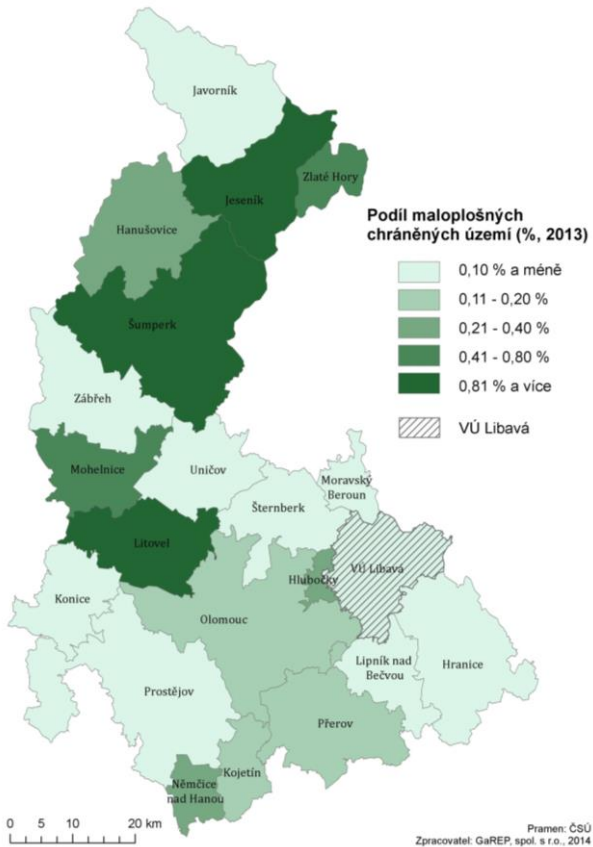 Javorník
Zlaté Hory
Jeseník
Hanušovice
Podíl maloplošných
chráněných území (%, 2013)
0,10 % a méně
0,11 - 0,20 %
0,21 - 0,40 %
0,41 - 0,80 %
0,81 % a více
VÚ Libavá
Šumperk
Zábřeh
Mohelnice
Uničov
Moravský
Beroun
Šternberk
Litovel
VÚ Libavá
Hlubočky
Konice
Olomouc
Lipník nad
Bečvou
Hranice
Prostějov
Přerov
Kojetín
Němčice
nad Hanou
0 5 10 20 km
Pramen: ČSÚ
Zpracovatel: GaREP, spol. s r.o., 2014